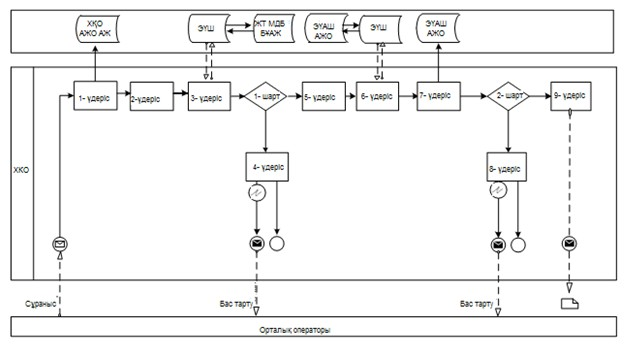 ХҚО
АЖО АЖ
ЭҮШ
ЖТ МДБ
БҰАЖ
ЭҮАШ
АЖО
ЭҮШ
ЭҮАШ
АЖО
1- үдеріс
2-үдеріс
3- үдеріс
1- шарт
5- үдеріс
6- үдеріс
7- үдеріс
2- шарт
9- үдеріс
ХКО
4- үдеріс
8- үдеріс
Сұраныс
Бас тарту
Бас тарту
Орталық операторы